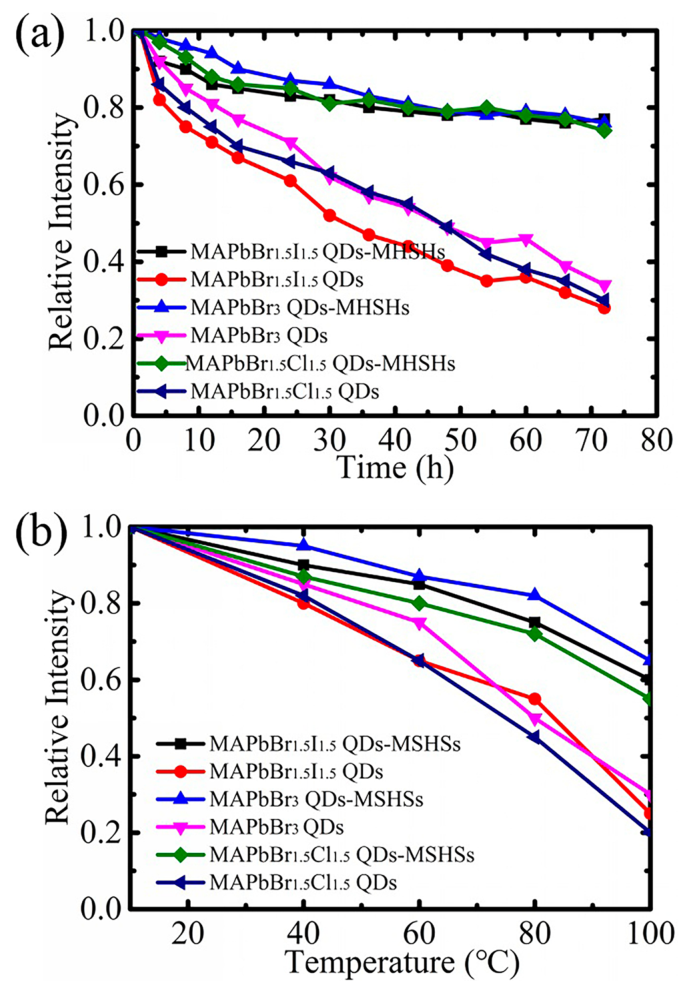 (a)
1.0
0.8
0.6
0.4
0.2
0.0
Relative Intensity
MAPbBr1.5I1.5 QDs-MHSHs
MAPbBr1.5I1.5 QDs
MAPbBr3 QDs-MHSHs
MAPbBr3 QDs
MAPbBr1.5Cl1.5 QDs-MHSHs
MAPbBr1.5Cl1.5 QDs
0 10 20 30 40 50 60 70 80
Time (h)
(b)
1.0
0.8
0.6
0.4
0.2
0.0
Relative Intensity
MAPbBr1.5I1.5 QDs-MSHSs
MAPbBr1.5I1.5 QDs
MAPbBr3 QDs-MSHSs
MAPbBr3 QDs
MAPbBr1.5Cl1.5 QDs-MSHSs
MAPbBr1.5Cl1.5 QDs
20 40 60 80 100
Temperature (°C)